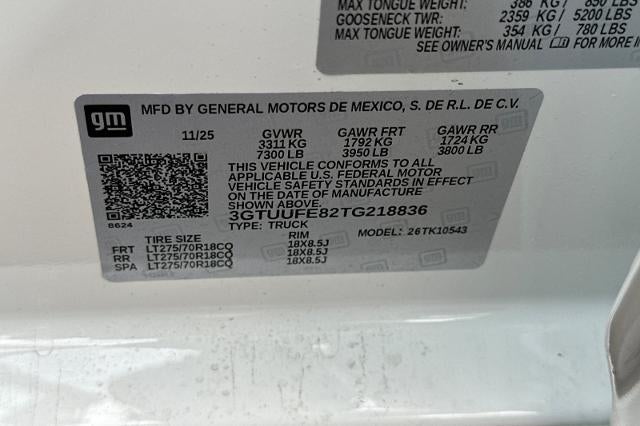 MAX TONGUE WEIGHT: 386 KG / 850 LBS
GOOSENECK TWR: 2359 KG / 5200 LBS
MAX TONGUE WEIGHT: 354 KG / 780 LBS
SEE OWNER'S MANUAL FOR MORE
gm
MFD BY GENERAL MOTORS DE MEXICO, S. DE R.L. DE C.V.
11/25 GVWR GAWR FRT GAWR RR
3311 KG 1792 KG 1724 KG
7300 LB 3950 LB 3800 LB
THIS VEHICLE CONFORMS TO ALL
APPLICABLE U.S. FEDERAL MOTOR
VEHICLE SAFETY STANDARDS IN EFFECT
ON THE DATE OF MANUFACTURE
SHOWN ABOVE.
8624
3GTUUFE82TG218836
TYPE: TRUCK MODEL: 26TK10543
TIRE SIZE RIM
FRT LT275/70R18CQ 18X8.5J
RR LT275/70R18CQ 18X8.5J
SPA LT275/70R18CQ 18X8.5J